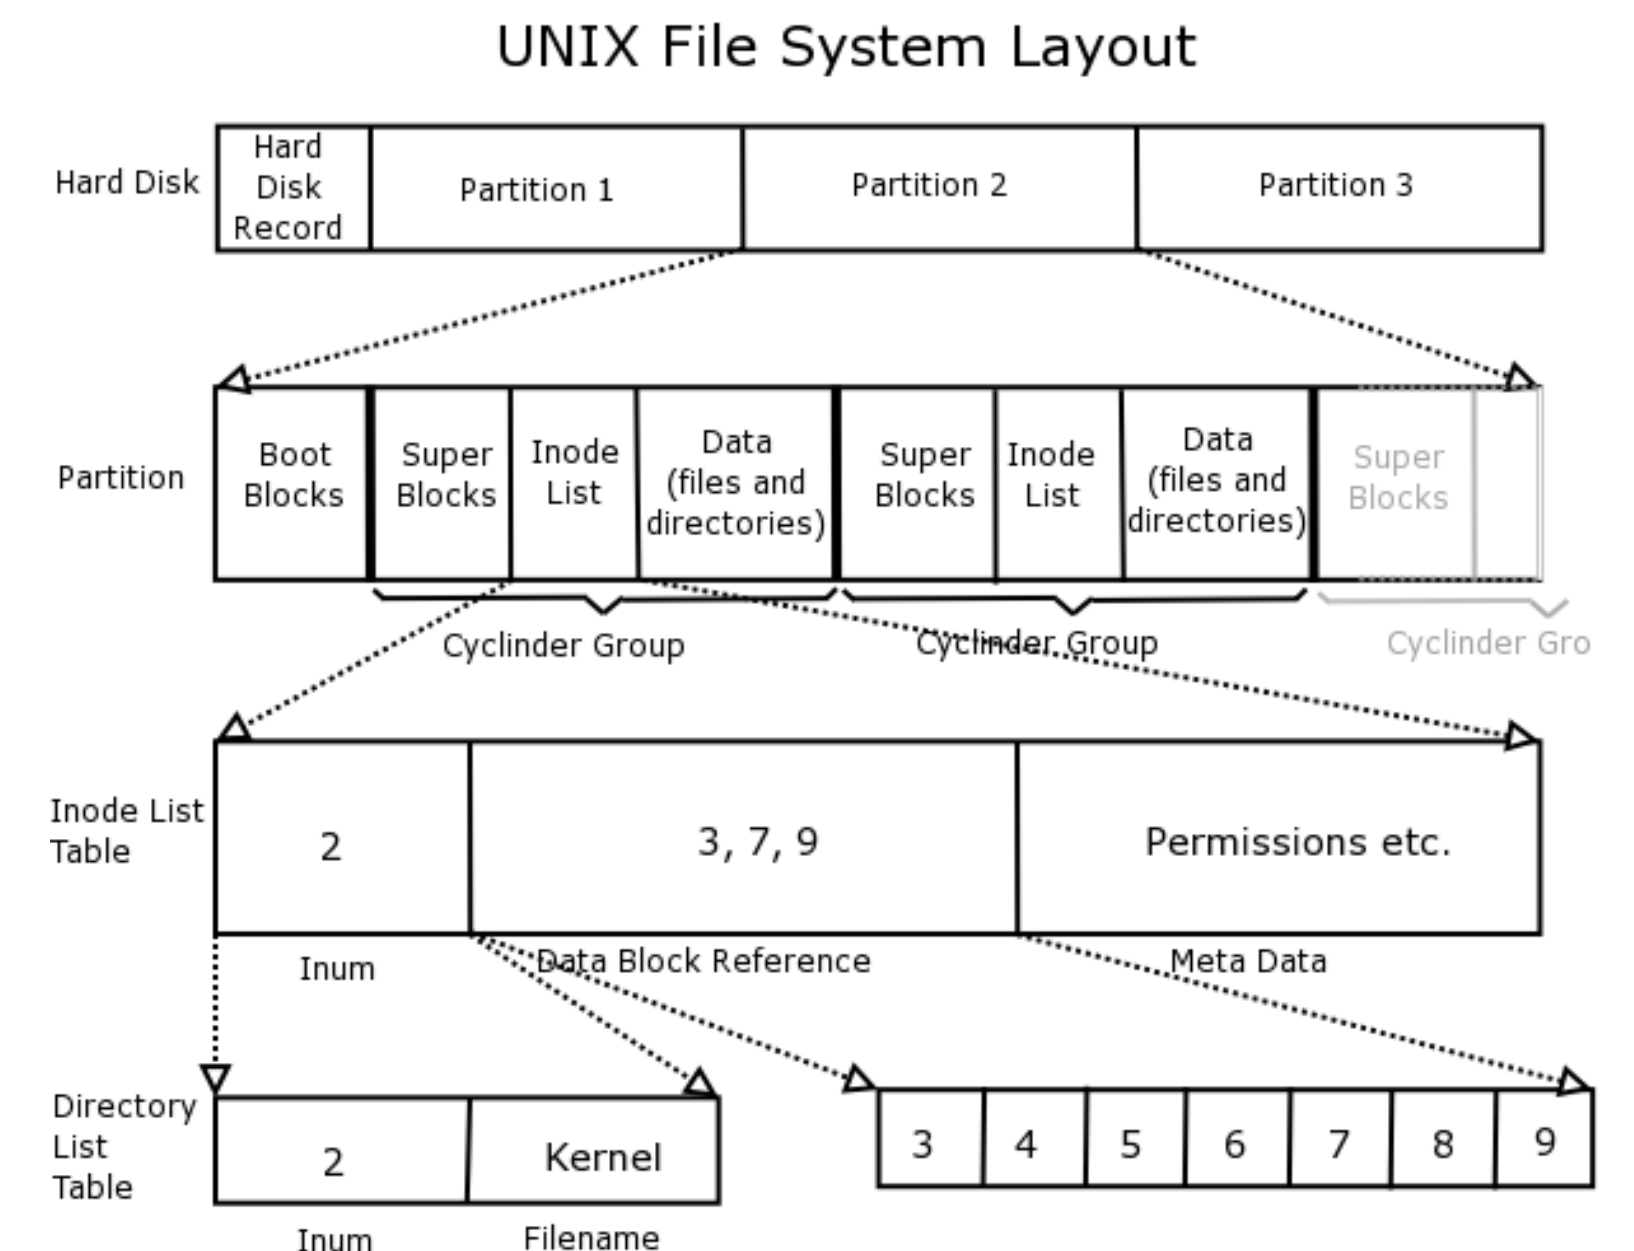 UNIX File System Layout
Hard Disk
Hard
Disk
Record
Partition 1
Partition 2
Partition 3
Partition
Boot
Blocks
Super
Blocks
Inode
List
Data
(files and
directories)
Super
Blocks
Inode
List
Data
(files and
directories)
Super
Blocks
Cyclinder Group
Cyclinder Group
Cyclinder Gro
Inode List
Table
2
3, 7, 9
Permissions etc.
Inum
Data Block Reference
Meta Data
Directory
List
Table
2
Kernel
3
4
5
6
7
8
9
Inum
Filename